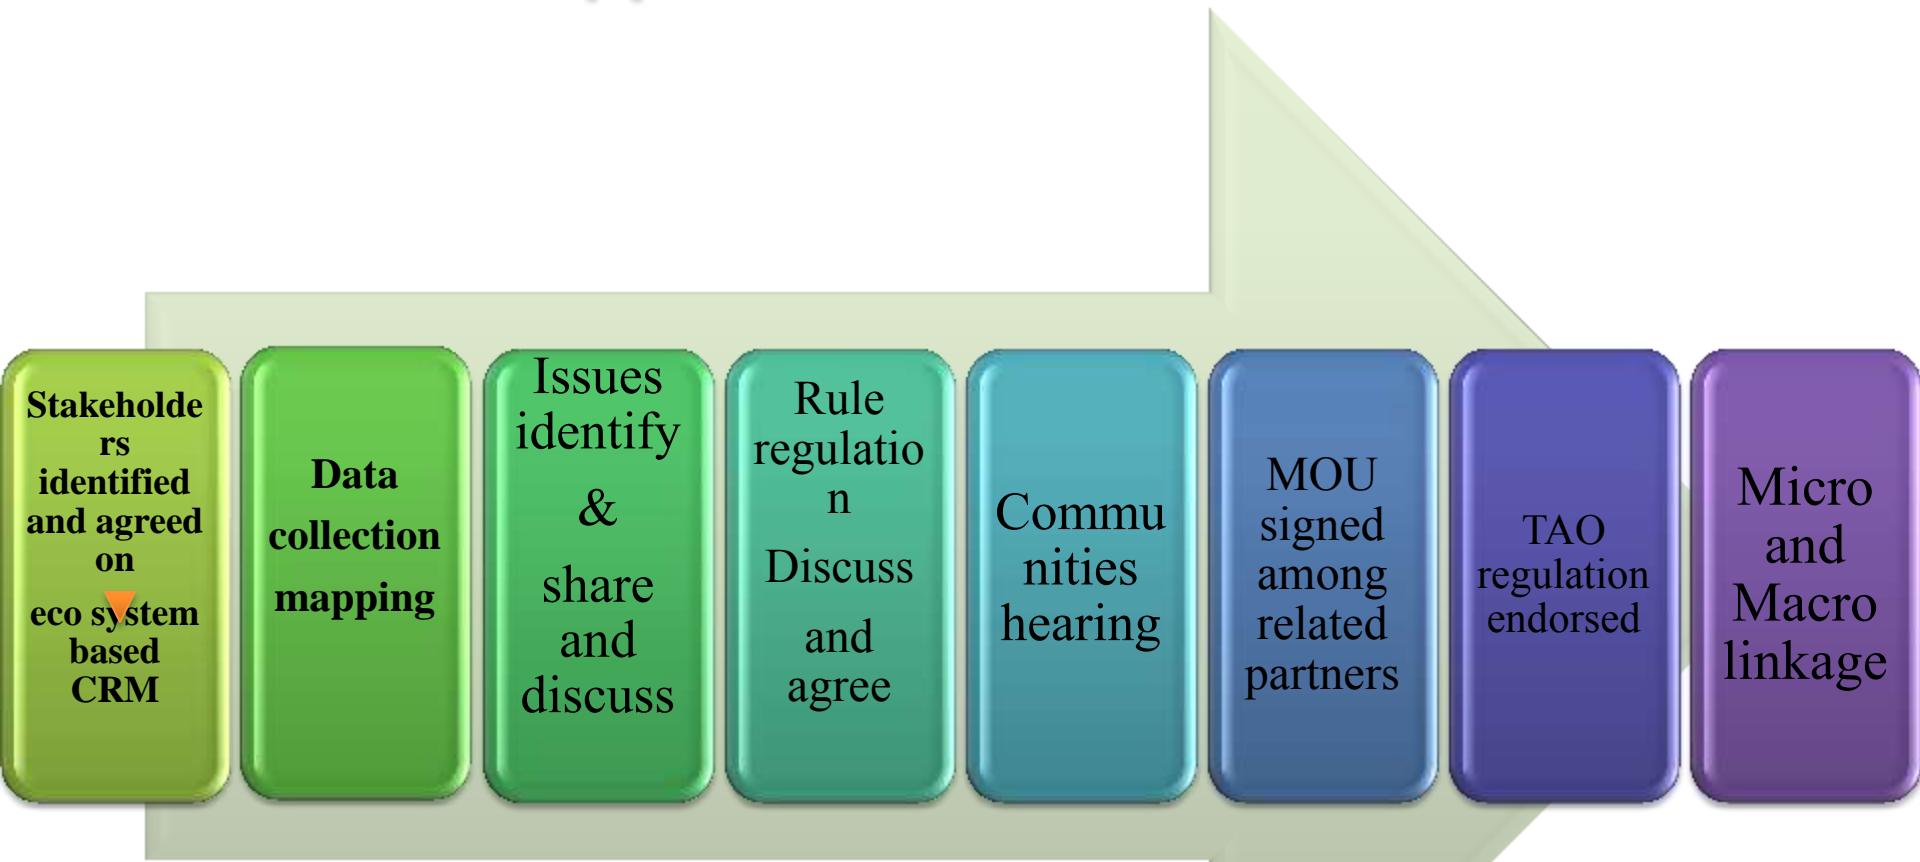 Stakeholde
rs
identified
and agreed
on
eco system
based
CRM
Data
collection
mapping
Issues
identify
&
share
and
discuss
Rule
regulatio
n
Discuss
and
agree
Commu
nities
hearing
MOU
signed
among
related
partners
TAO
regulation
endorsed
Micro
and
Macro
linkage